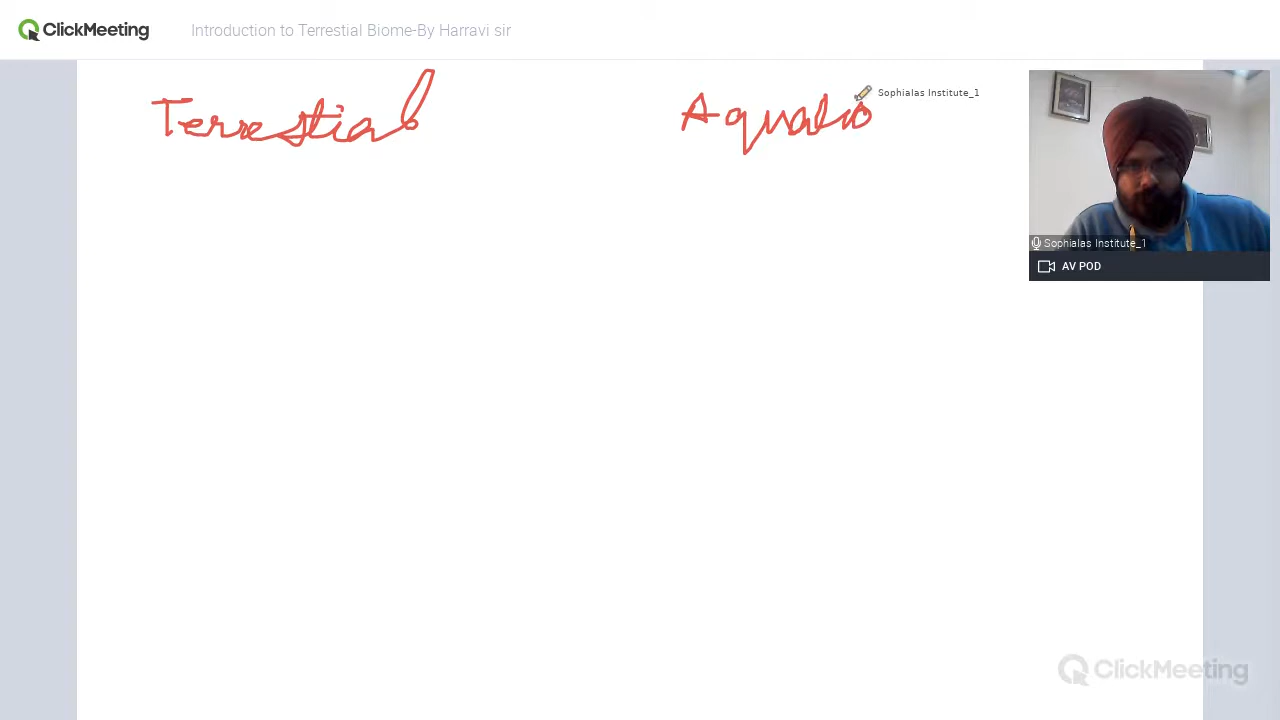 ClickMeeting Introduction to Terrestial Biome-By Harravi sir
Terrestial Aquatic
Sophialas Institute_1
Sophialas Institute_1
AV POD
ClickMeeting